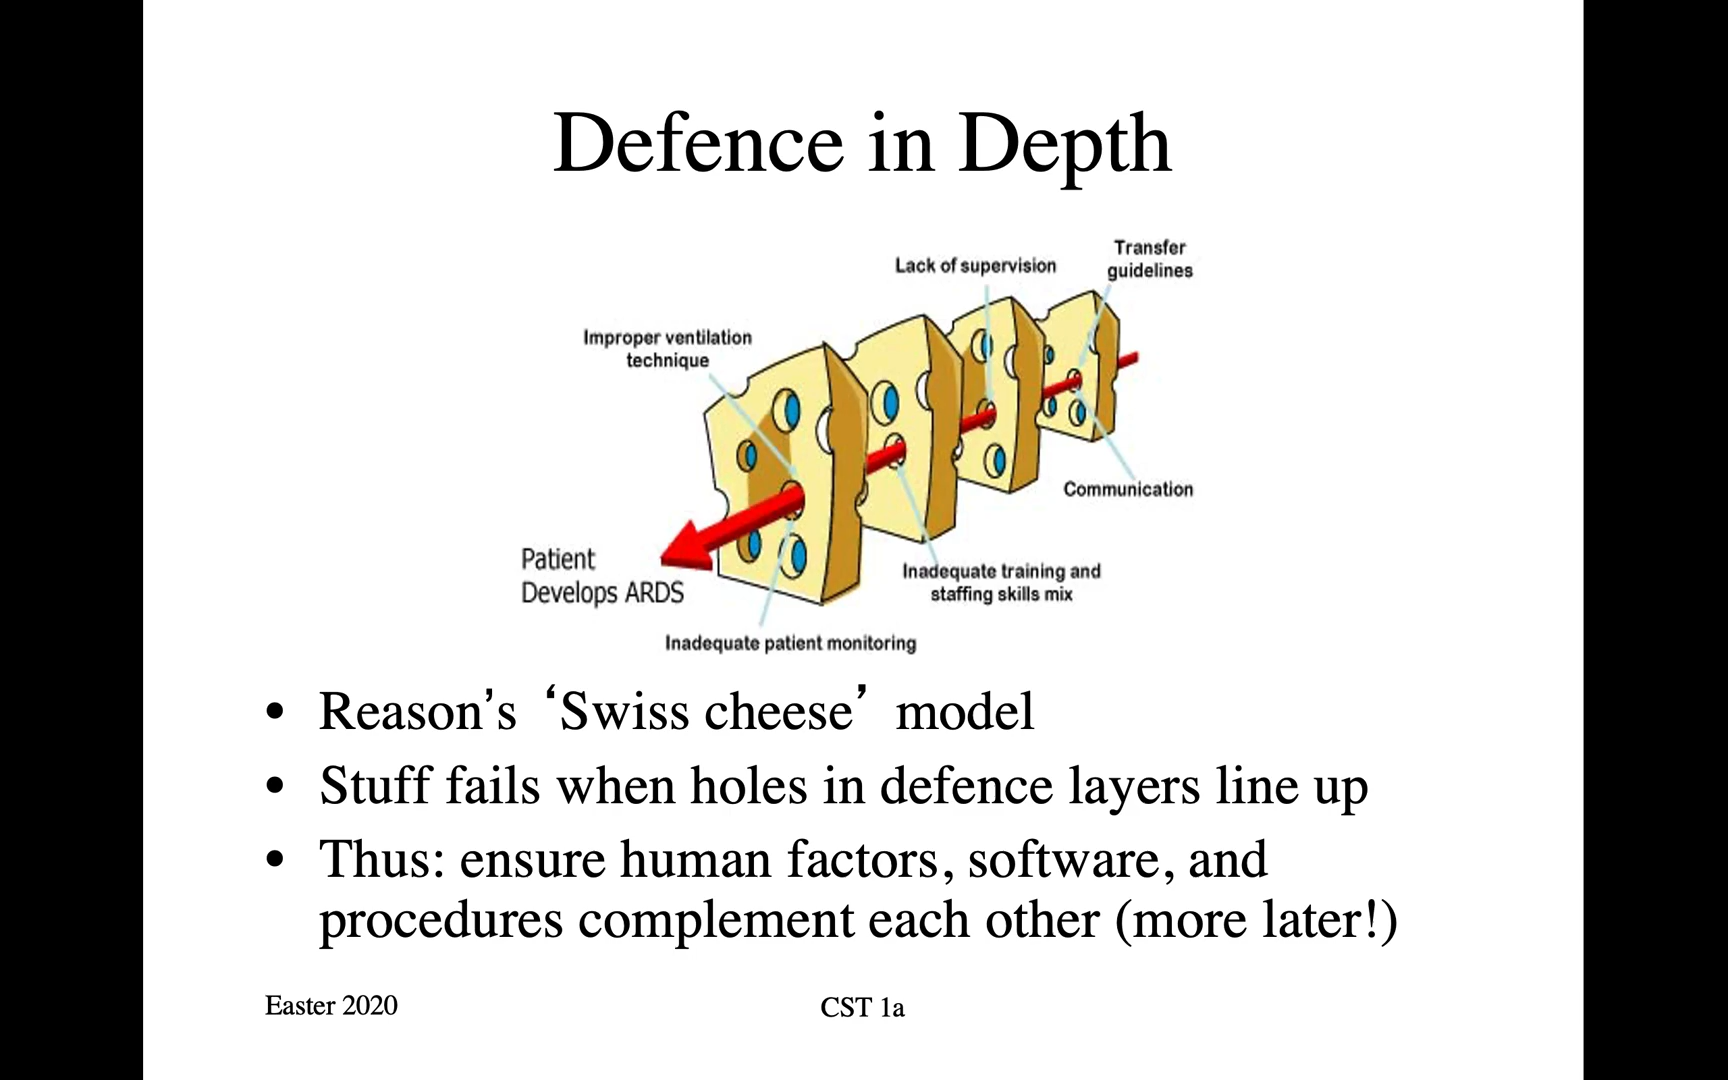 Defence in Depth
Transfer
guidelines
Lack of supervision
Improper ventilation
technique
Communication
Patient
Develops ARDS
Inadequate training and
staffing skills mix
Inadequate patient monitoring
• Reason’s ‘Swiss cheese’ model
• Stuff fails when holes in defence layers line up
• Thus: ensure human factors, software, and
procedures complement each other (more later!)
Easter 2020
CST 1a